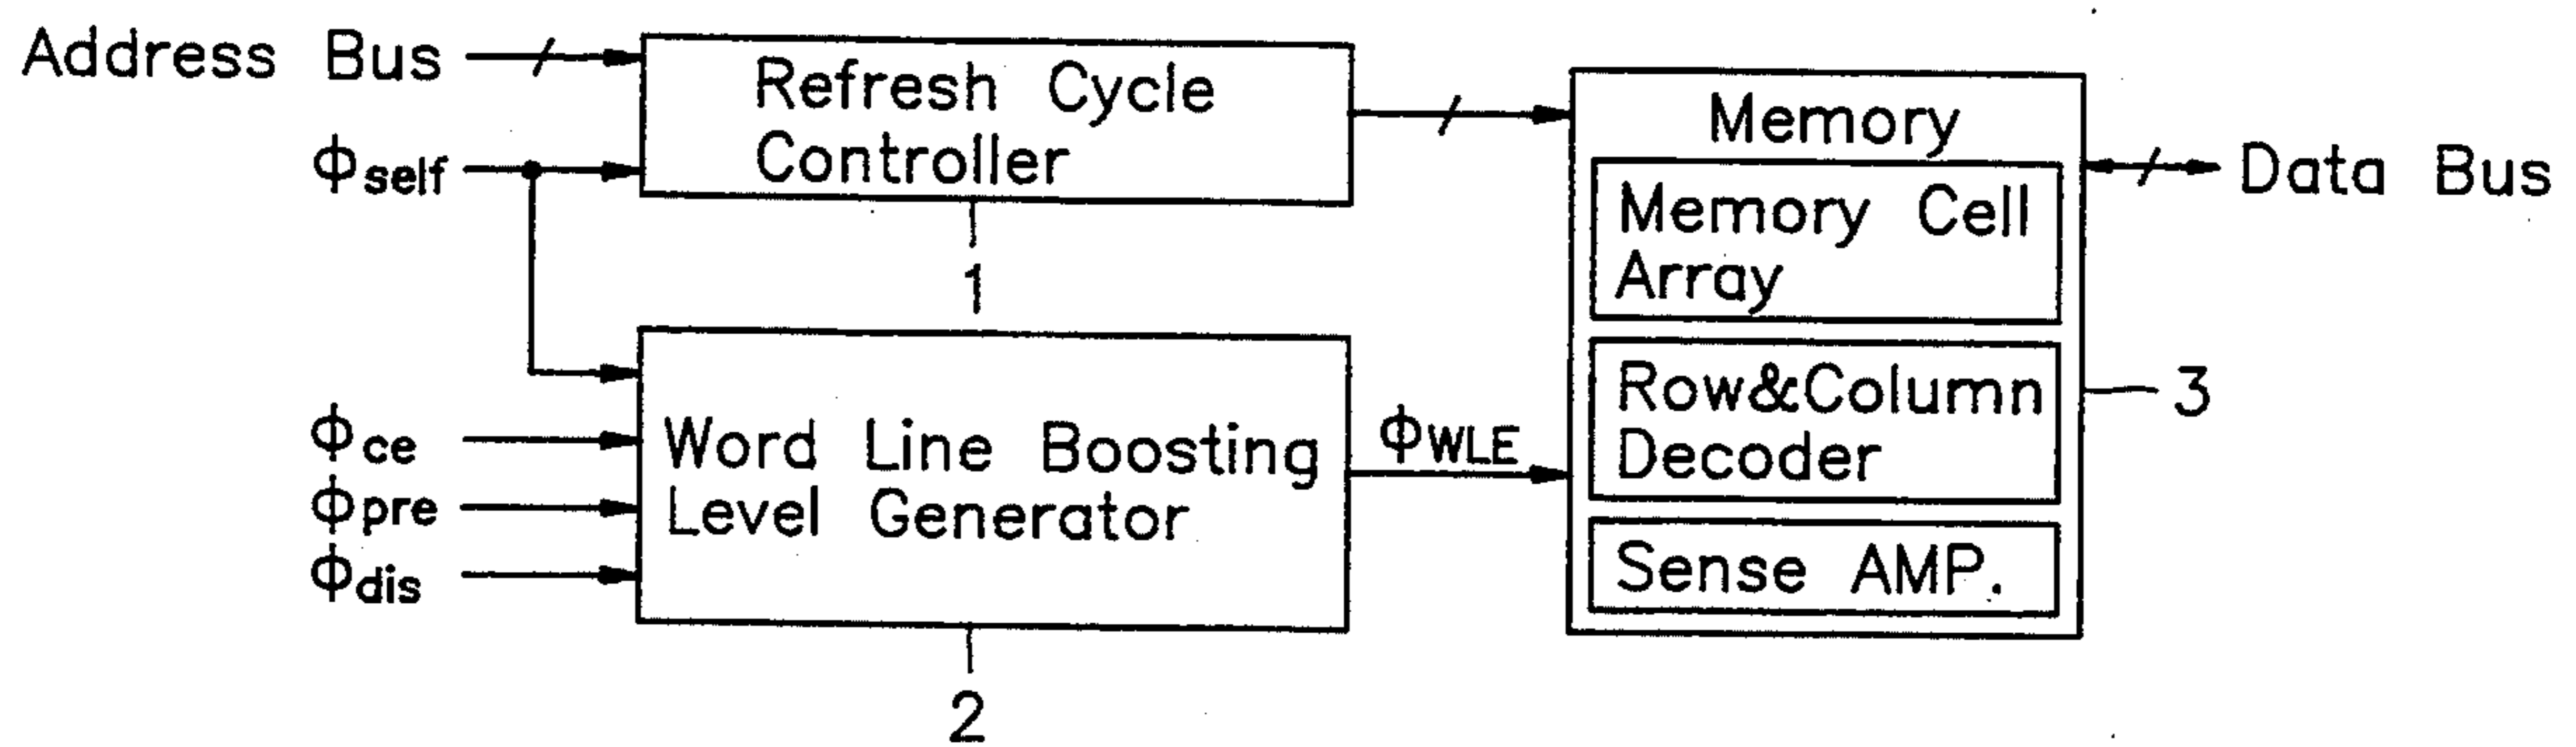 Address Bus
ϕself
Refresh Cycle
Controller
1
ϕce
ϕpre
ϕdis
Word Line Boosting
Level Generator
2
ϕWLE
Memory
Memory Cell
Array
Row&Column
Decoder
Sense AMP.
3
Data Bus